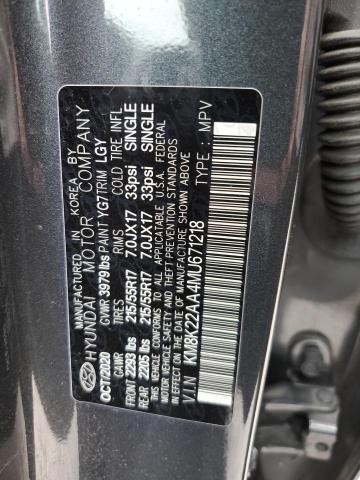 MFD. IN KOREA BY
HYUNDAI MOTOR COMPANY
OCT/2020 GVWR 3979 lbs PAINT YG7 TRIM LGY
GAWR TIRES RIMS COLD TIRE INFL.
FRONT 2293 lbs 215/55R17 7.0JX17 33psi SINGLE
REAR 2205 lbs 215/55R17 7.0JX17 33psi SINGLE
THIS VEHICLE CONFORMS TO ALL APPLICABLE U.S.A. FEDERAL
MOTOR VEHICLE SAFETY, BUMPER, AND THEFT PREVENTION STANDARDS
IN EFFECT ON THE DATE OF MANUFACTURE SHOWN ABOVE.
V.I.N : KM8K22AA4MU671218 TYPE : MPV